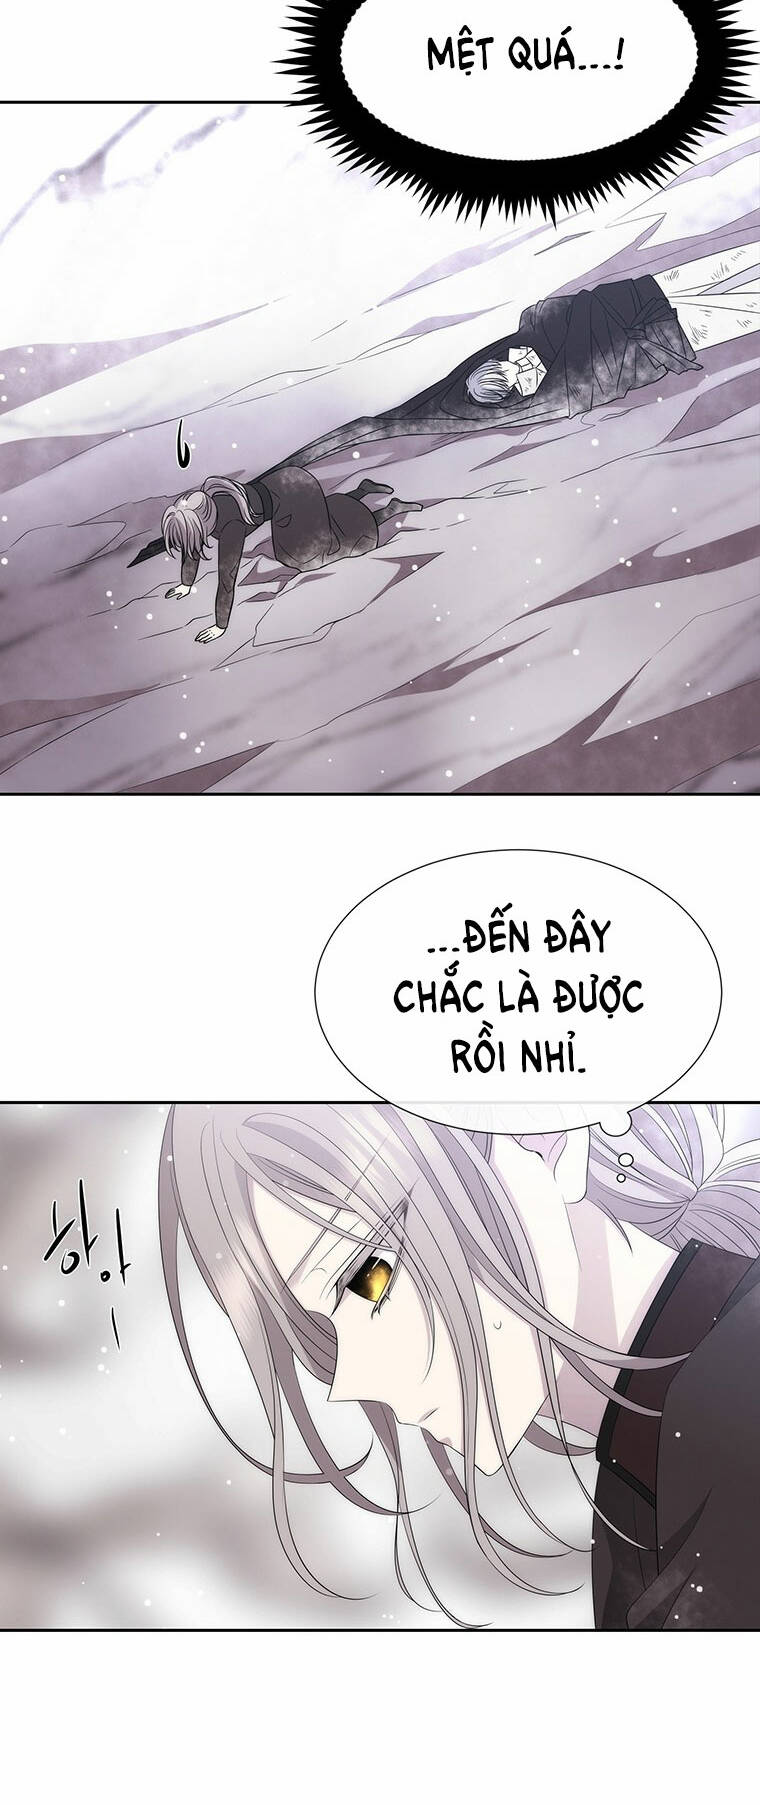 MỆT QUÁ...!
...ĐẾN ĐÂY
CHẮC LÀ ĐƯỢC
RỒI NHỈ.
하아